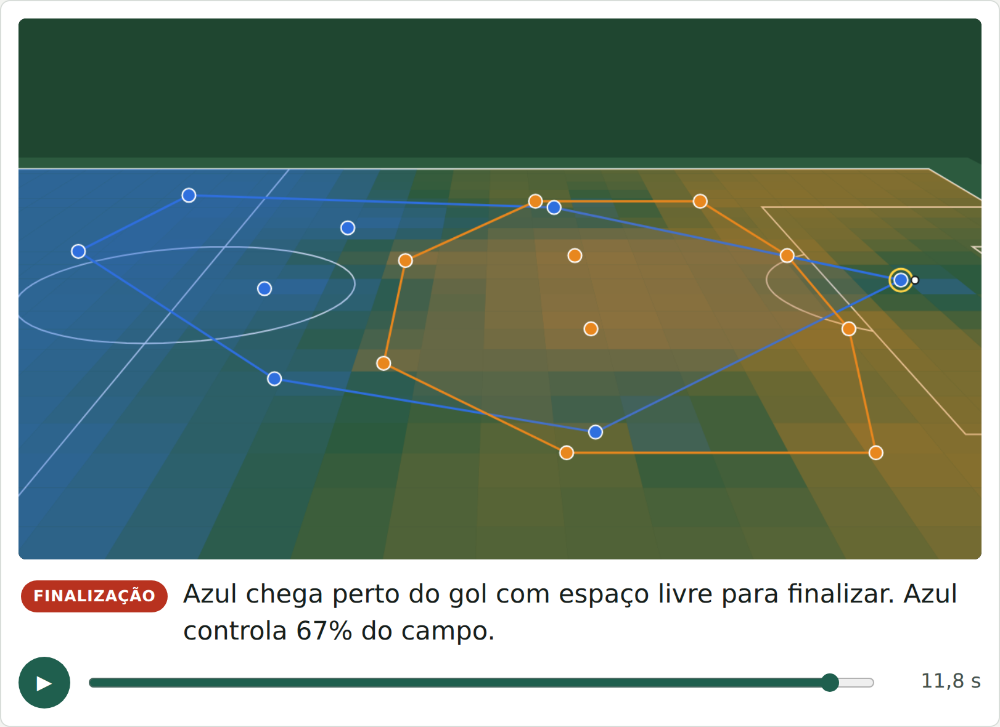 FINALIZAÇÃO
Azul chega perto do gol com espaço livre para finalizar. Azul
controla 67% do campo.
11,8 s